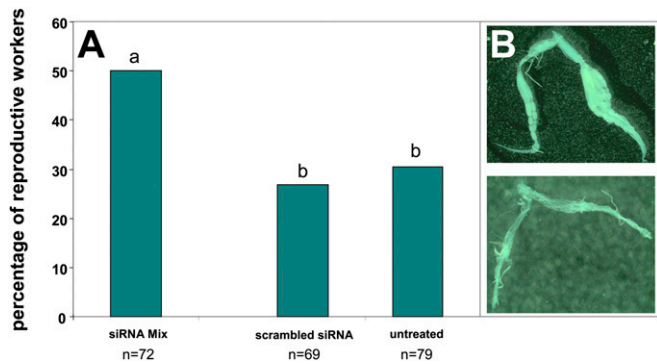 percentage of reproductive workers
60
50
40
30
20
10
0
A
a
b
b
siRNA Mix
scrambled siRNA
untreated
n=72
n=69
n=79
B